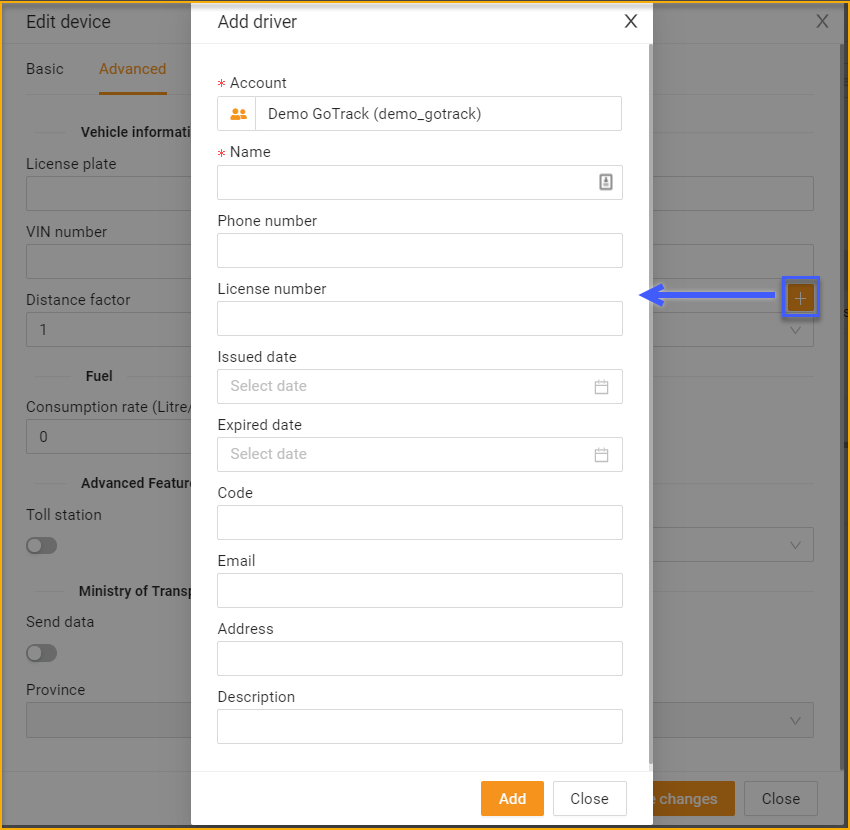 Edit device
Basic
Advanced
Vehicle informati
License plate
VIN number
Distance factor
1
Fuel
Consumption rate (Litre/
0
Advanced Feature
Toll station
Ministry of Transp
Send data
Province
Add driver
* Account
Demo GoTrack (demo_gotrack)
* Name
Phone number
License number
Issued date
Select date
Expired date
Select date
Code
Email
Address
Description
Add
Close
e changes
Close